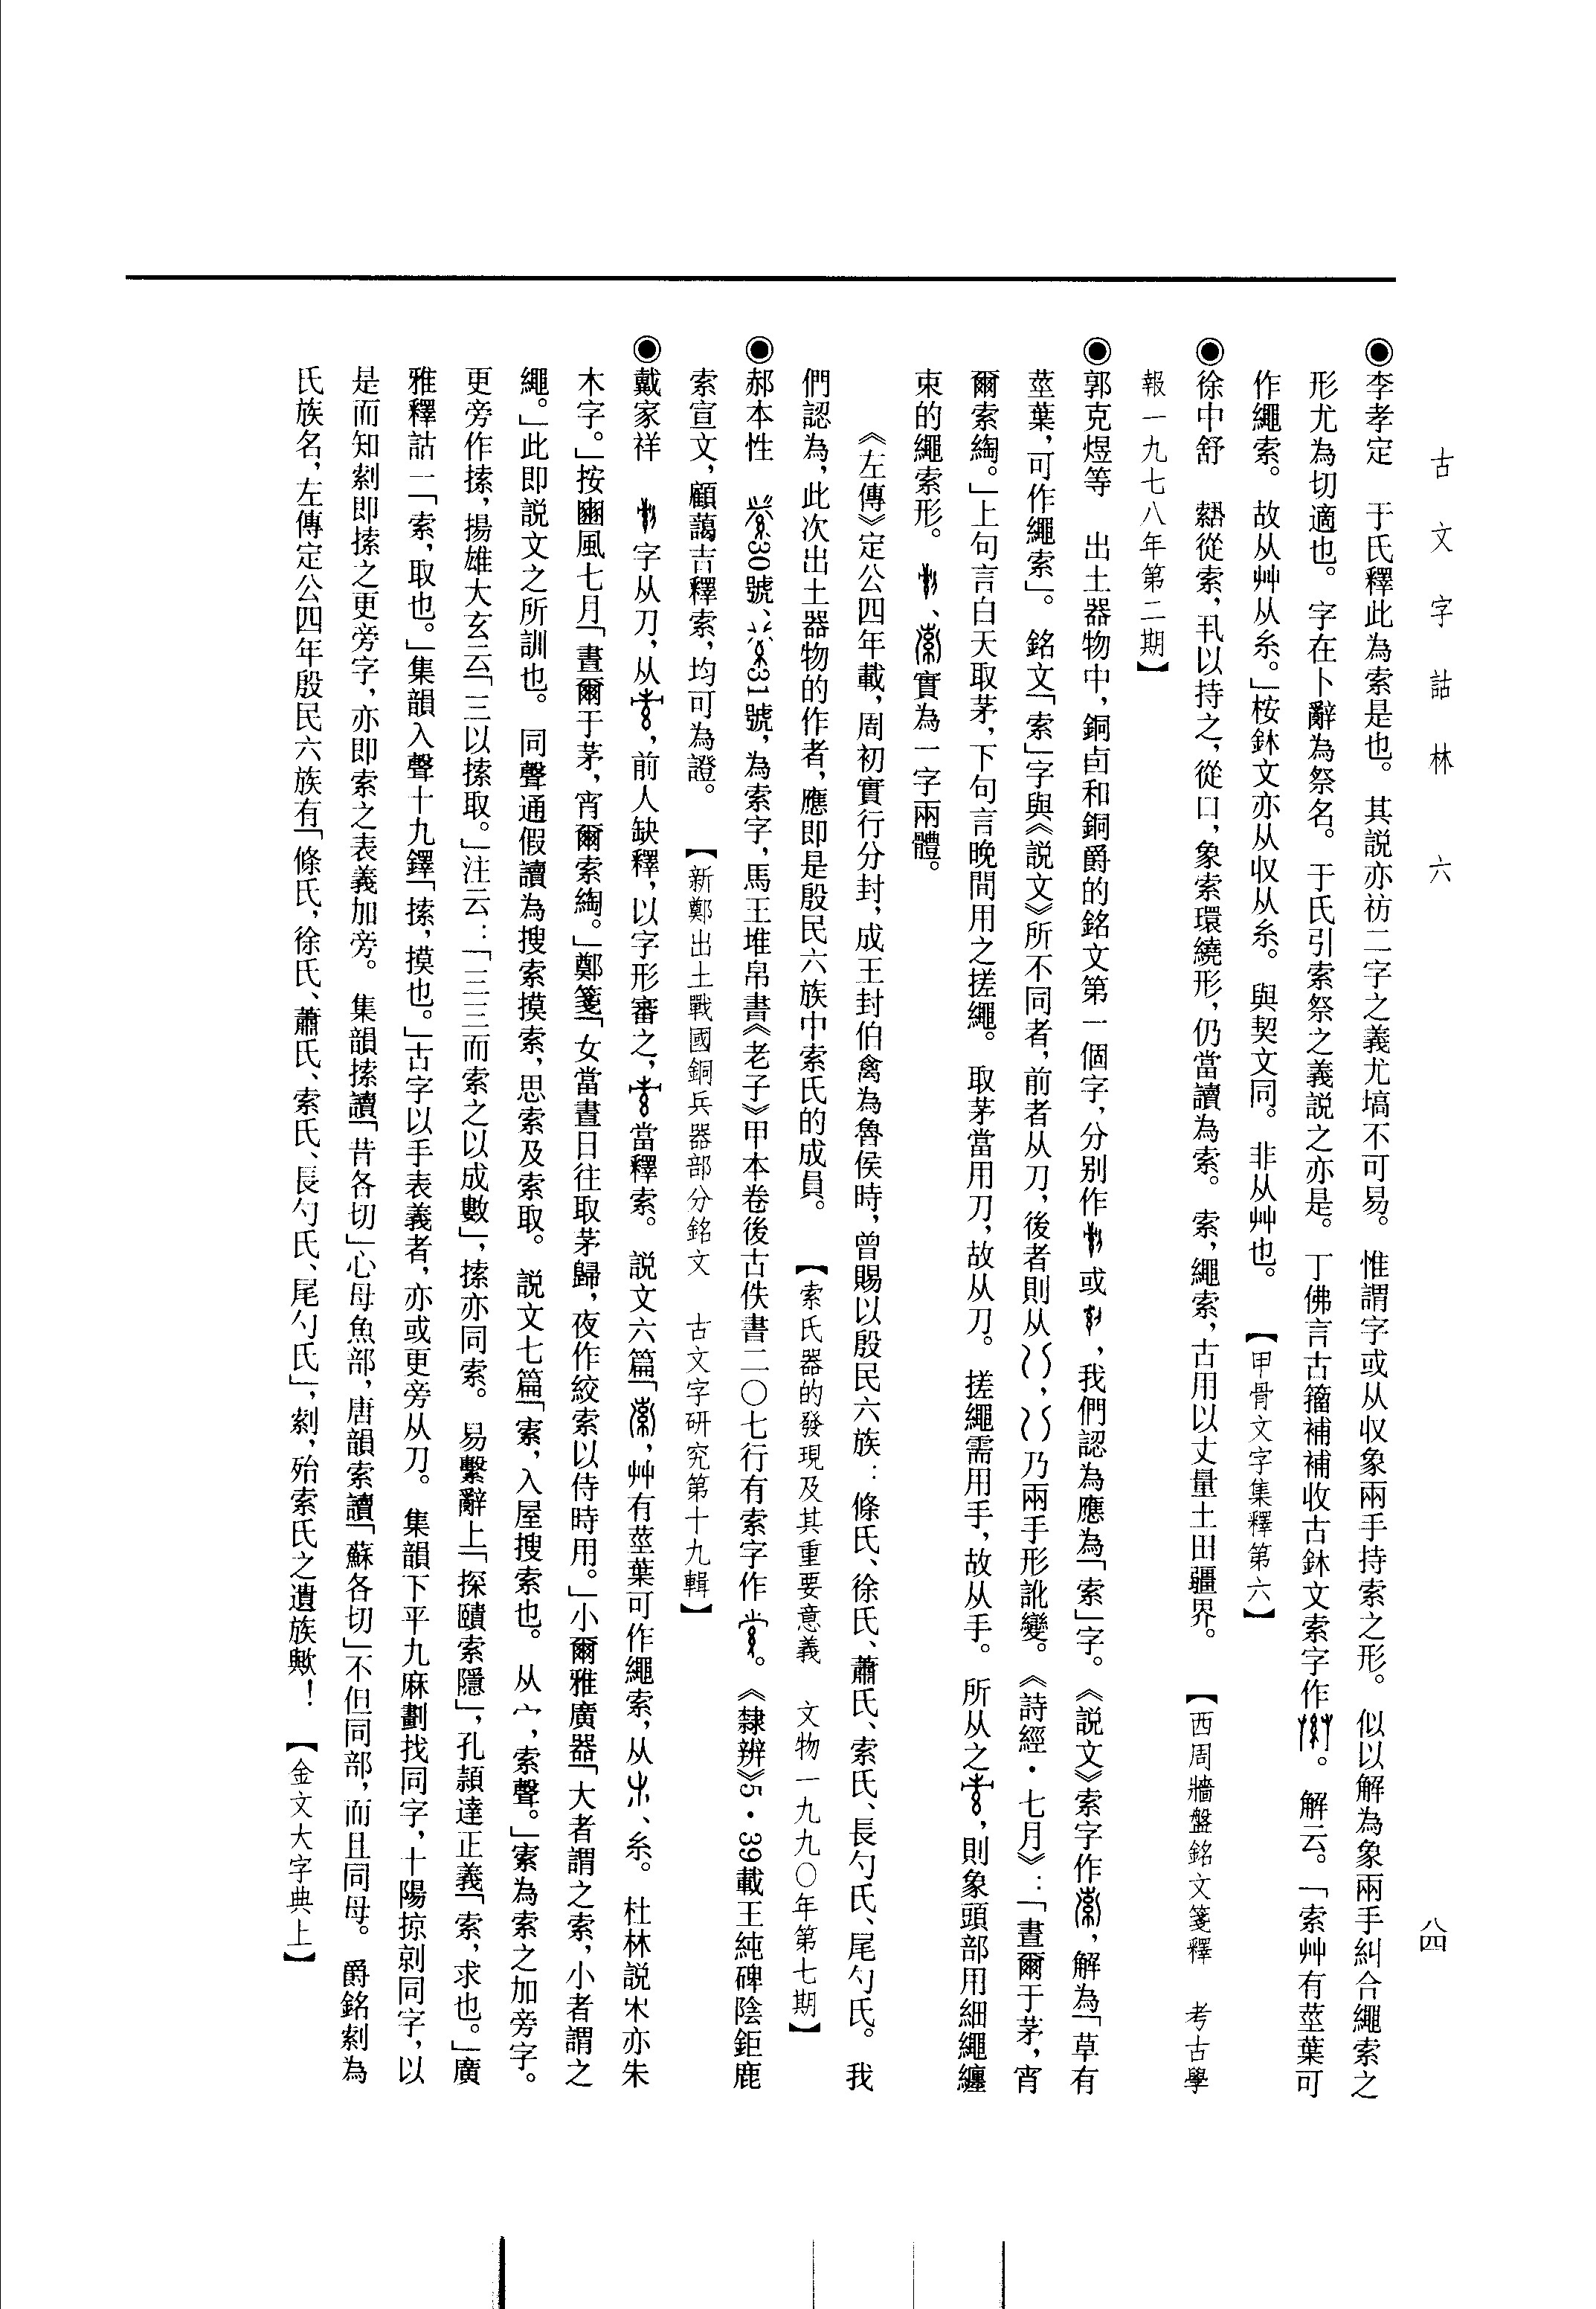 古文字詁林　六
八四
◉李孝定　于氏釋此為索是也。其説亦祊二字之義尤塙不可易。惟謂字或从収象兩手持索之形。似以解為象兩手糾合繩索之
形尤為切適也。字在卜辭為祭名。于氏引索祭之義説之亦是。丁佛言古籀補補收古鉥文索字作。解云。「索艸有莖葉可
作繩索。故从艸从糸。」桉鉥文亦从収从糸。與契文同。非从艸也。【甲骨文字集釋第六】
◉徐中舒　從索，丮以持之，從口，象索環繞形，仍當讀為索。索，繩索，古用以丈量土田疆界。【西周牆盤銘文箋釋　考古學
報一九七八年第二期】
◉郭克煜等　出土器物中，銅卣和銅爵的銘文第一個字，分別作或，我們認為應為「索」字。《説文》索字作，解為「草有
莖葉，可作繩索」。銘文「索」字與《説文》所不同者，前者从刀，後者則从，乃兩手形訛變。《詩經·七月》：「晝爾于茅，宵
爾索綯。」上句言白天取茅，下句言晚間用之搓繩。取茅當用刀，故从刀。搓繩需用手，故从手。所从之，則象頭部用細繩纏
束的繩索形。、實為一字兩體。
《左傳》定公四年載，周初實行分封，成王封伯禽為魯侯時，曾賜以殷民六族：條氏、徐氏、蕭氏、索氏、長勺氏、尾勺氏。我
們認為，此次出土器物的作者，應即是殷民六族中索氏的成員。【索氏器的發現及其重要意義　文物一九九〇年第七期】
◉郝本性　30號、31號，為索字，馬王堆帛書《老子》甲本卷後古佚書二〇七行有索字作。《隸辨》5·39載王純碑陰鉅鹿
索宣文，顧藹吉釋索，均可為證。【新鄭出土戰國銅兵器部分銘文　古文字研究第十九輯】
◉戴家祥　字从刀，从，前人缺釋，以字形審之，當釋索。説文六篇「，艸有莖葉可作繩索，从、糸。杜林説𣎵亦朱
木字。」按豳風七月「晝爾于茅，宵爾索綯。」鄭箋「女當晝日往取茅歸，夜作絞索以侍時用。」小爾雅廣器「大者謂之索，小者謂之
繩。」此即説文之所訓也。同聲通假讀為搜索摸索，思索及索取。説文七篇「㝛，入屋搜索也。从宀，索聲。」㝛為索之加旁字。
更旁作㩄，揚雄大玄云「三以㩄取。」注云：「三三而索之以成數」，㩄亦同索。易繫辭上「探賾索隱」，孔頴達正義「索，求也。」廣
雅釋詁一「索，取也。」集韻入聲十九鐸「㩄，摸也。」古字以手表義者，亦或更旁从刀。集韻下平九麻劃找同字，十陽掠剠同字，以
是而知剢即㩄之更旁字，亦即索之表義加旁。集韻㩄讀「昔各切」心母魚部，唐韻索讀「蘇各切」不但同部，而且同母。爵銘為
氏族名，左傳定公四年殷民六族有「條氏，徐氏、蕭氏、索氏、長勺氏、尾勺氏」，，殆索氏之遺族歟！【金文大字典上】